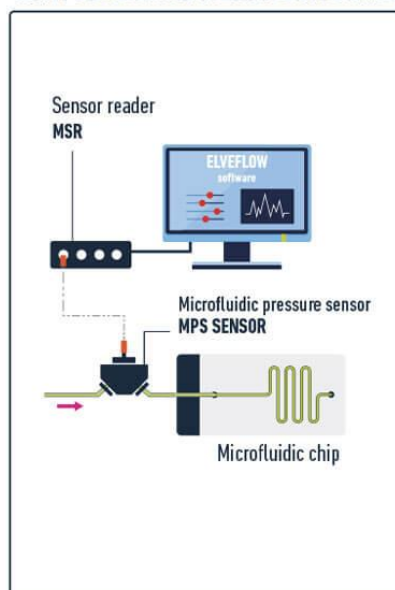 Sensor reader
MSR
ELVEFLOW
software
Microfluidic pressure sensor
MPS SENSOR
Microfluidic chip